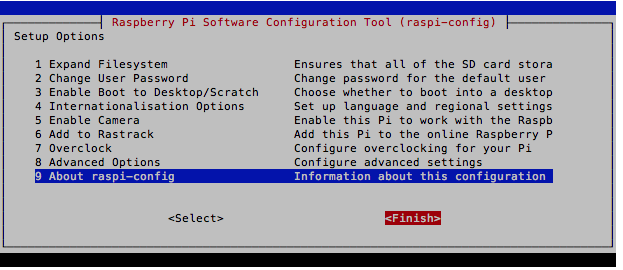 Raspberry Pi Software Configuration Tool (raspi-config)
Setup Options
1 Expand Filesystem Ensures that all of the SD card stora
2 Change User Password Change password for the default user
3 Enable Boot to Desktop/Scratch Choose whether to boot into a desktop
4 Internationalisation Options Set up language and regional settings
5 Enable Camera Enable this Pi to work with the Raspb
6 Add to Rastrack Add this Pi to the online Raspberry P
7 Overclock Configure overclocking for your Pi
8 Advanced Options Configure advanced settings
9 About raspi-config Information about this configuration
<Select> <Finish>